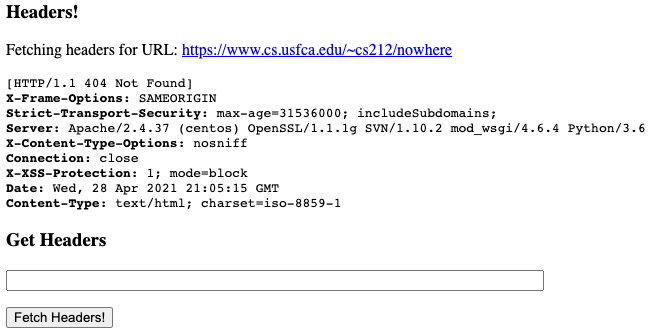 Headers!
Fetching headers for URL: https://www.cs.usfca.edu/~cs212/nowhere
[HTTP/1.1 404 Not Found]
X-Frame-Options: SAMEORIGIN
Strict-Transport-Security: max-age=31536000; includeSubdomains;
Server: Apache/2.4.37 (centos) OpenSSL/1.1.1g SVN/1.10.2 mod_wsgi/4.6.4 Python/3.6
X-Content-Type-Options: nosniff
Connection: close
X-XSS-Protection: 1; mode=block
Date: Wed, 28 Apr 2021 21:05:15 GMT
Content-Type: text/html; charset=iso-8859-1
Get Headers
Fetch Headers!